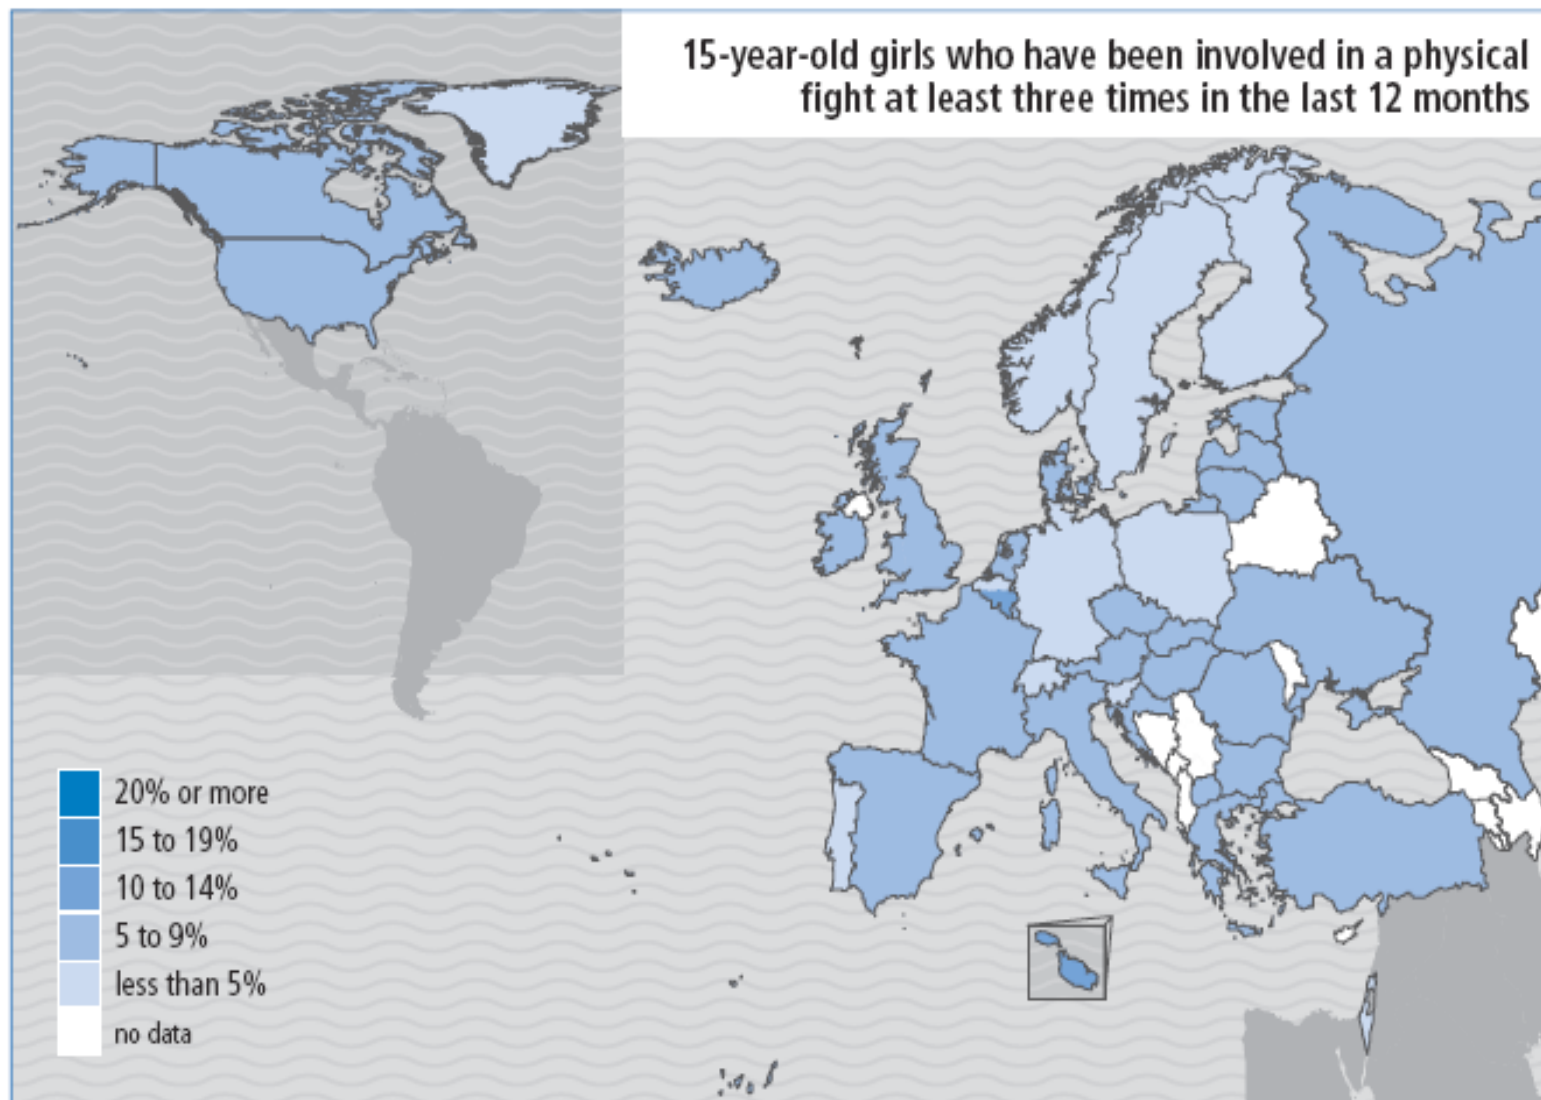 15-year-old girls who have been involved in a physical
fight at least three times in the last 12 months
20% or more
15 to 19%
10 to 14%
5 to 9%
less than 5%
no data